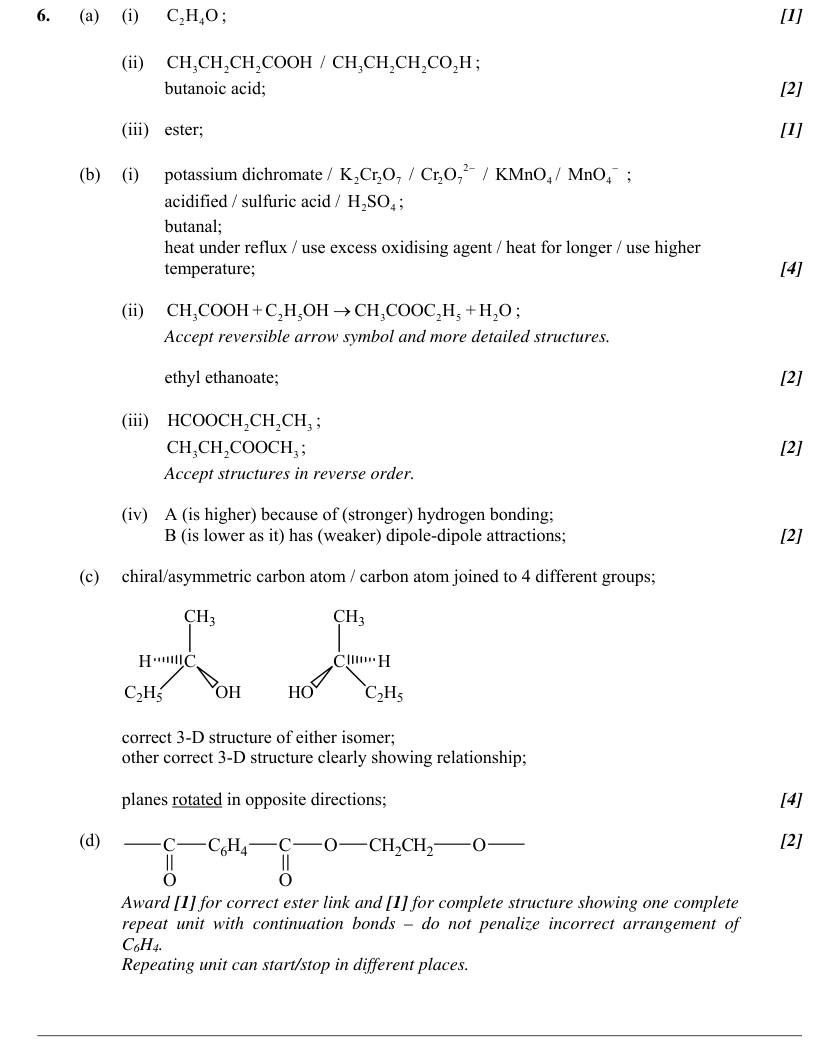 6. (a) (i) C₂H₄O ; [1]
(ii) CH₃CH₂CH₂COOH / CH₃CH₂CH₂CO₂H ;
butanoic acid; [2]
(iii) ester; [1]
(b) (i) potassium dichromate / K₂Cr₂O₇ / Cr₂O₇²⁻ / KMnO₄ / MnO₄⁻ ;
acidified / sulfuric acid / H₂SO₄ ;
butanal;
heat under reflux / use excess oxidising agent / heat for longer / use higher
temperature; [4]
(ii) CH₃COOH + C₂H₅OH → CH₃COOC₂H₅ + H₂O ;
Accept reversible arrow symbol and more detailed structures.
ethyl ethanoate; [2]
(iii) HCOOCH₂CH₂CH₃ ;
CH₃CH₂COOCH₃ ; [2]
Accept structures in reverse order.
(iv) A (is higher) because of (stronger) hydrogen bonding;
B (is lower as it) has (weaker) dipole-dipole attractions; [2]
(c) chiral/asymmetric carbon atom / carbon atom joined to 4 different groups;
CH₃ CH₃
H C C H
C₂H₅ OH HO C₂H₅
correct 3-D structure of either isomer;
other correct 3-D structure clearly showing relationship;
planes rotated in opposite directions; [4]
(d) —C—C₆H₄—C—O—CH₂CH₂—O— [2]
O O
Award [1] for correct ester link and [1] for complete structure showing one complete
repeat unit with continuation bonds – do not penalize incorrect arrangement of
C₆H₄.
Repeating unit can start/stop in different places.